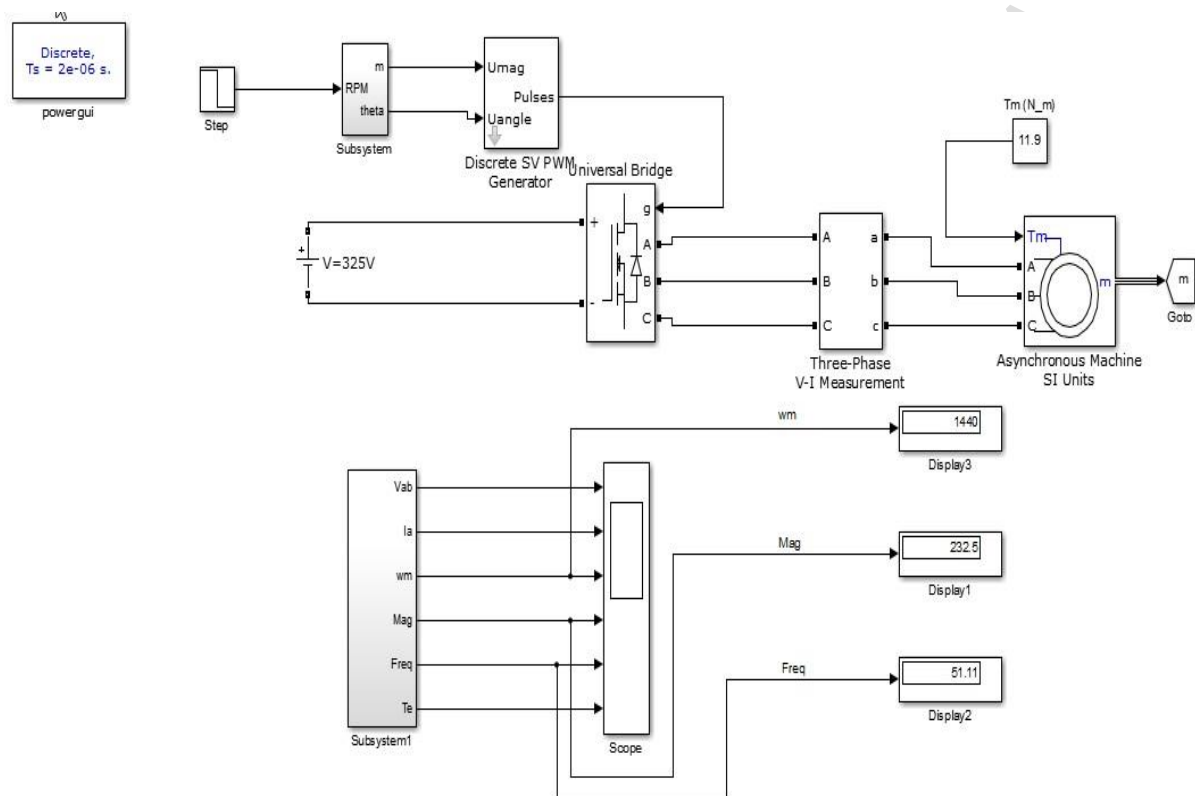 Discrete,
Ts = 2e-06 s.
powergui
Step
RPM
m
theta
Subsystem
Umag
Uangle
Pulses
Discrete SV PWM
Generator
Universal Bridge
g
+
-
A
B
C
+
V=325V
A
B
C
a
b
c
Three-Phase
V-I Measurement
Tm (N_m)
11.9
Tm
A
B
C
m
Asynchronous Machine
SI Units
m
Goto
Vab
Ia
wm
Mag
Freq
Te
Subsystem1
Scope
wm
1440
Display3
Mag
232.5
Display1
Freq
51.11
Display2